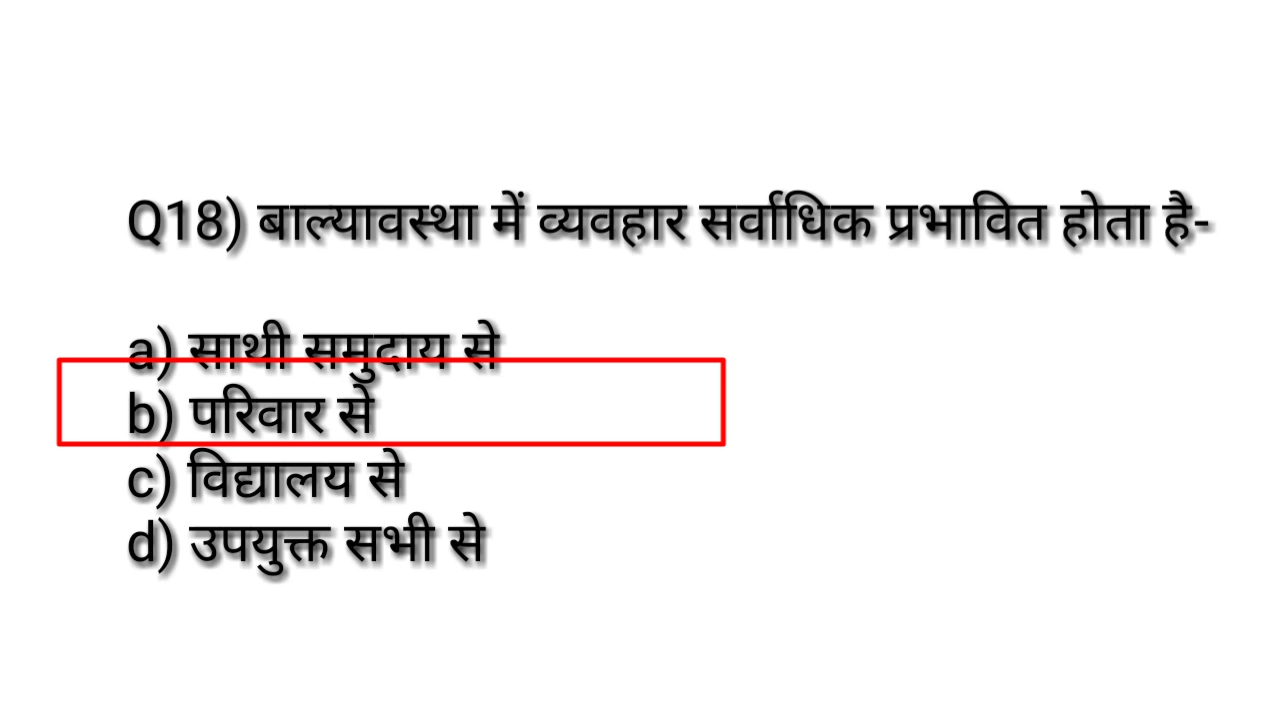 Q18) बाल्यावस्था में व्यवहार सर्वाधिक प्रभावित होता है-
a) साथी समुदाय से
b) परिवार से
c) विद्यालय से
d) उपयुक्त सभी से